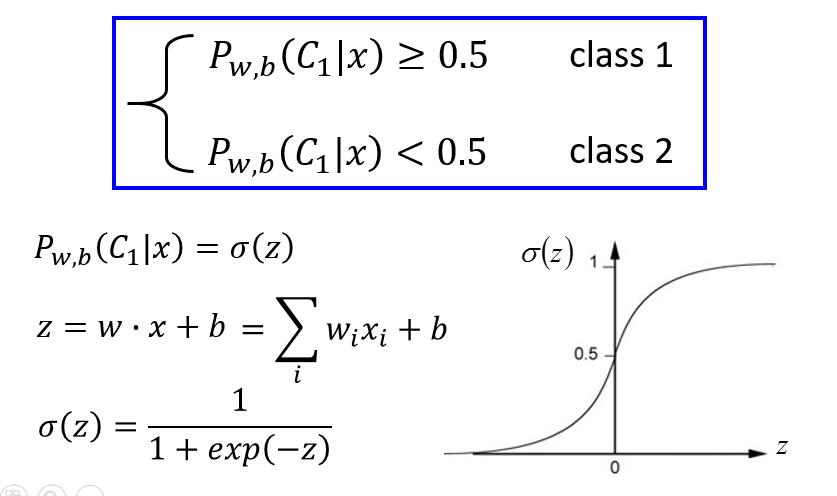 P_{w,b}(C_1|x) ≥ 0.5 class 1
P_{w,b}(C_1|x) < 0.5 class 2
P_{w,b}(C_1|x) = σ(z)
z = w · x + b = ∑_i w_i x_i + b
σ(z) = 1 / (1 + exp(−z))
σ(z) 1
0.5
z
0